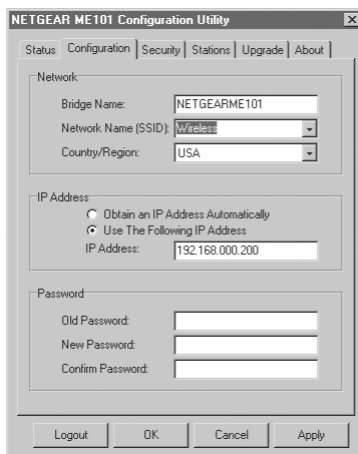 NETGEAR ME101 Configuration Utility
Status Configuration Security Stations Upgrade About
Network
Bridge Name: NETGEARME101
Network Name (SSID): Wireless
Country/Region: USA
IP Address
Obtain an IP Address Automatically
Use The Following IP Address
IP Address: 192.168.000.200
Password
Old Password:
New Password:
Confirm Password:
Logout OK Cancel Apply